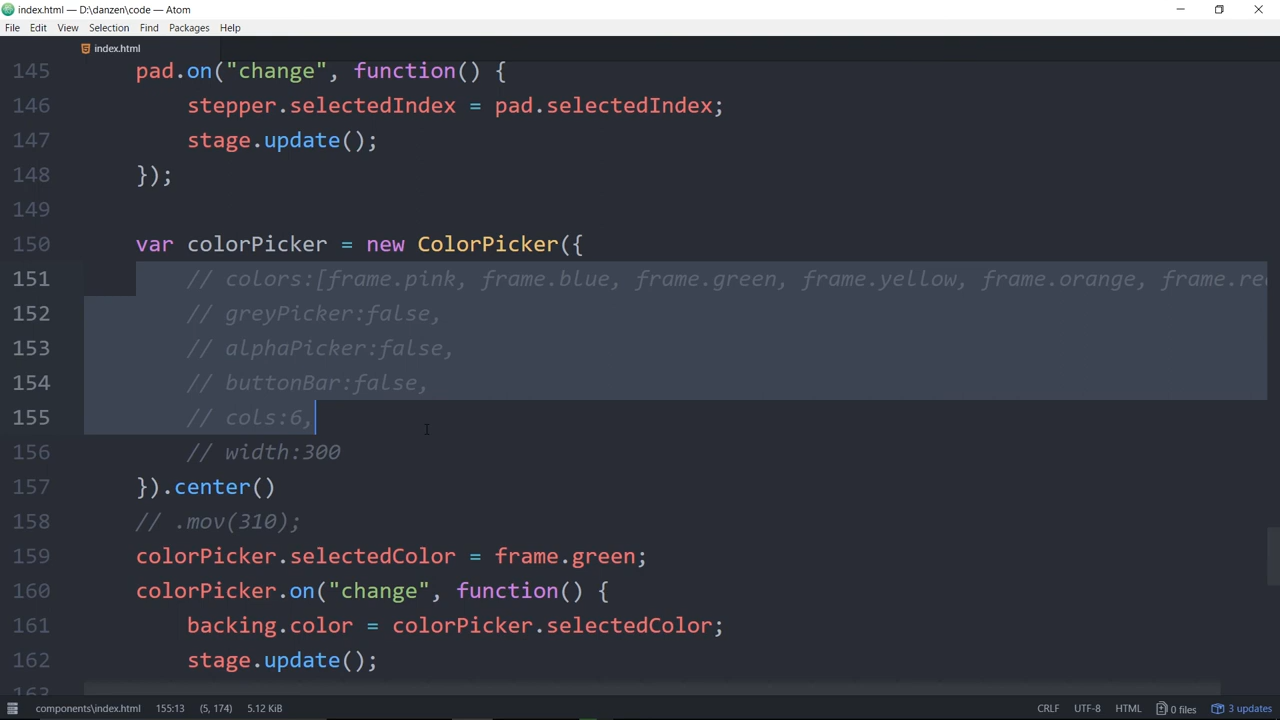 index.html — D:\danzen\code — Atom
File Edit View Selection Find Packages Help
index.html
145 pad.on("change", function() {
146 stepper.selectedIndex = pad.selectedIndex;
147 stage.update();
148 });
149
150 var colorPicker = new ColorPicker({
151 // colors:[frame.pink, frame.blue, frame.green, frame.yellow, frame.orange, frame.re
152 // greyPicker:false,
153 // alphaPicker:false,
154 // buttonBar:false,
155 // cols:6,
156 // width:300
157 }).center()
158 // .mov(310);
159 colorPicker.selectedColor = frame.green;
160 colorPicker.on("change", function() {
161 backing.color = colorPicker.selectedColor;
162 stage.update();
163
components\index.html 155:13 (5, 174) 5.12 KiB CRLF UTF-8 HTML 0 files 3 updates